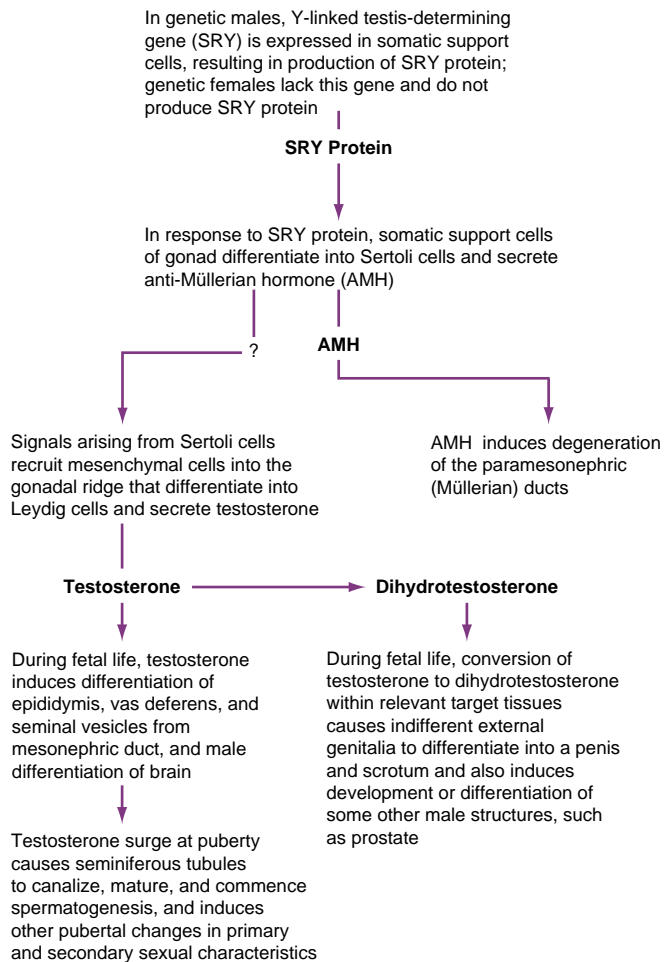 In genetic males, Y-linked testis-determining
gene (SRY) is expressed in somatic support
cells, resulting in production of SRY protein;
genetic females lack this gene and do not
produce SRY protein
SRY Protein
In response to SRY protein, somatic support cells
of gonad differentiate into Sertoli cells and secrete
anti-Müllerian hormone (AMH)
?
AMH
Signals arising from Sertoli cells
recruit mesenchymal cells into the
gonadal ridge that differentiate into
Leydig cells and secrete testosterone
AMH induces degeneration
of the paramesonephric
(Müllerian) ducts
Testosterone
Dihydrotestosterone
During fetal life, testosterone
induces differentiation of
epididymis, vas deferens, and
seminal vesicles from
mesonephric duct, and male
differentiation of brain
During fetal life, conversion of
testosterone to dihydrotestosterone
within relevant target tissues
causes indifferent external
genitalia to differentiate into a penis
and scrotum and also induces
development or differentiation of
some other male structures, such
as prostate
Testosterone surge at puberty
causes seminiferous tubules
to canalize, mature, and commence
spermatogenesis, and induces
other pubertal changes in primary
and secondary sexual characteristics